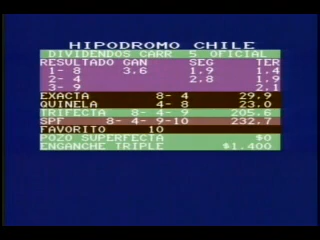 HIPODROMO CHILE
DIVIDENDOS CARR 5 OFICIAL
RESULTADO GAN SEG TER
1- 8 3.6 1.9 1.4
2- 4 2.8 1.9
3- 9 2.1
EXACTA 8- 4 29.9
QUINELA 4- 8 23.0
TRIFECTA 8- 4- 9 205.6
SPF 8- 4- 9-10 232.7
FAVORITO 10
POZO SUPERFECTA $0
ENGANCHE TRIPLE $1.400